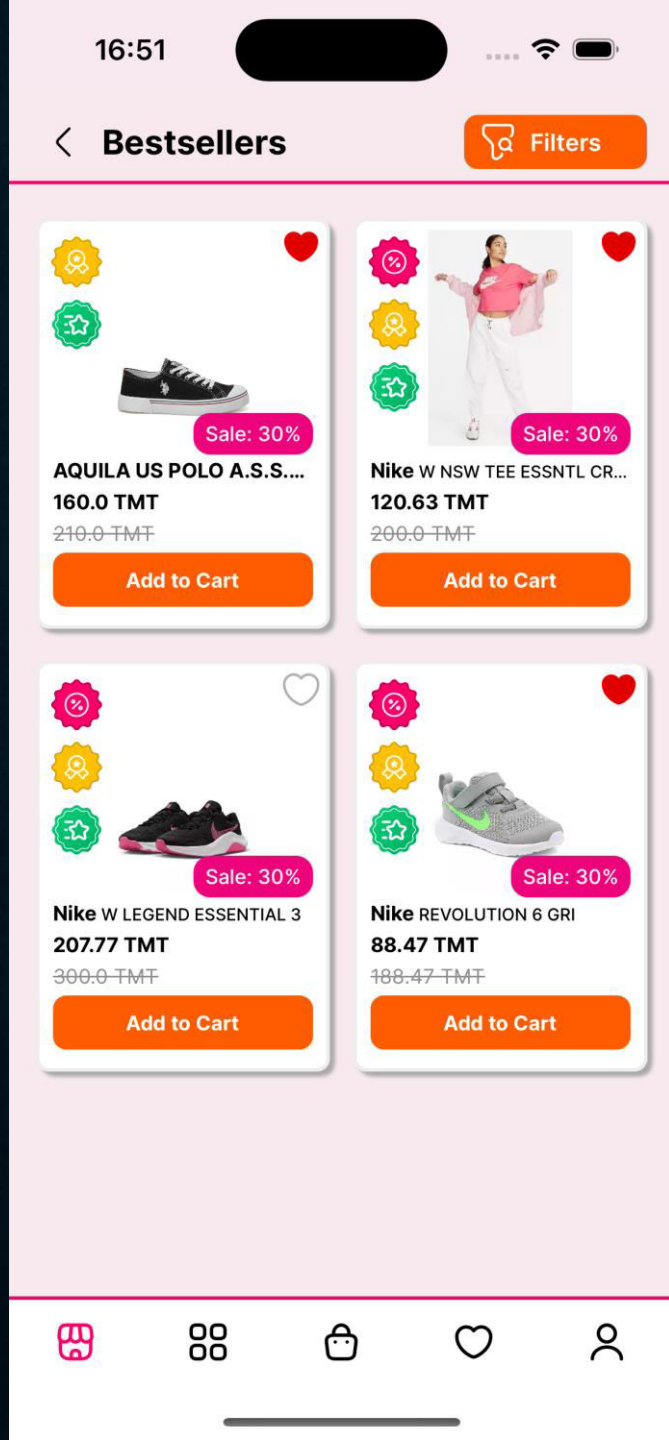 16:51
Bestsellers
Filters
Sale: 30%
AQUILA US POLO A.S.S....
160.0 TMT
210.0 TMT
Add to Cart
Sale: 30%
Nike W NSW TEE ESSNTL CR...
120.63 TMT
200.0 TMT
Add to Cart
Sale: 30%
Nike W LEGEND ESSENTIAL 3
207.77 TMT
300.0 TMT
Add to Cart
Sale: 30%
Nike REVOLUTION 6 GRI
88.47 TMT
188.47 TMT
Add to Cart